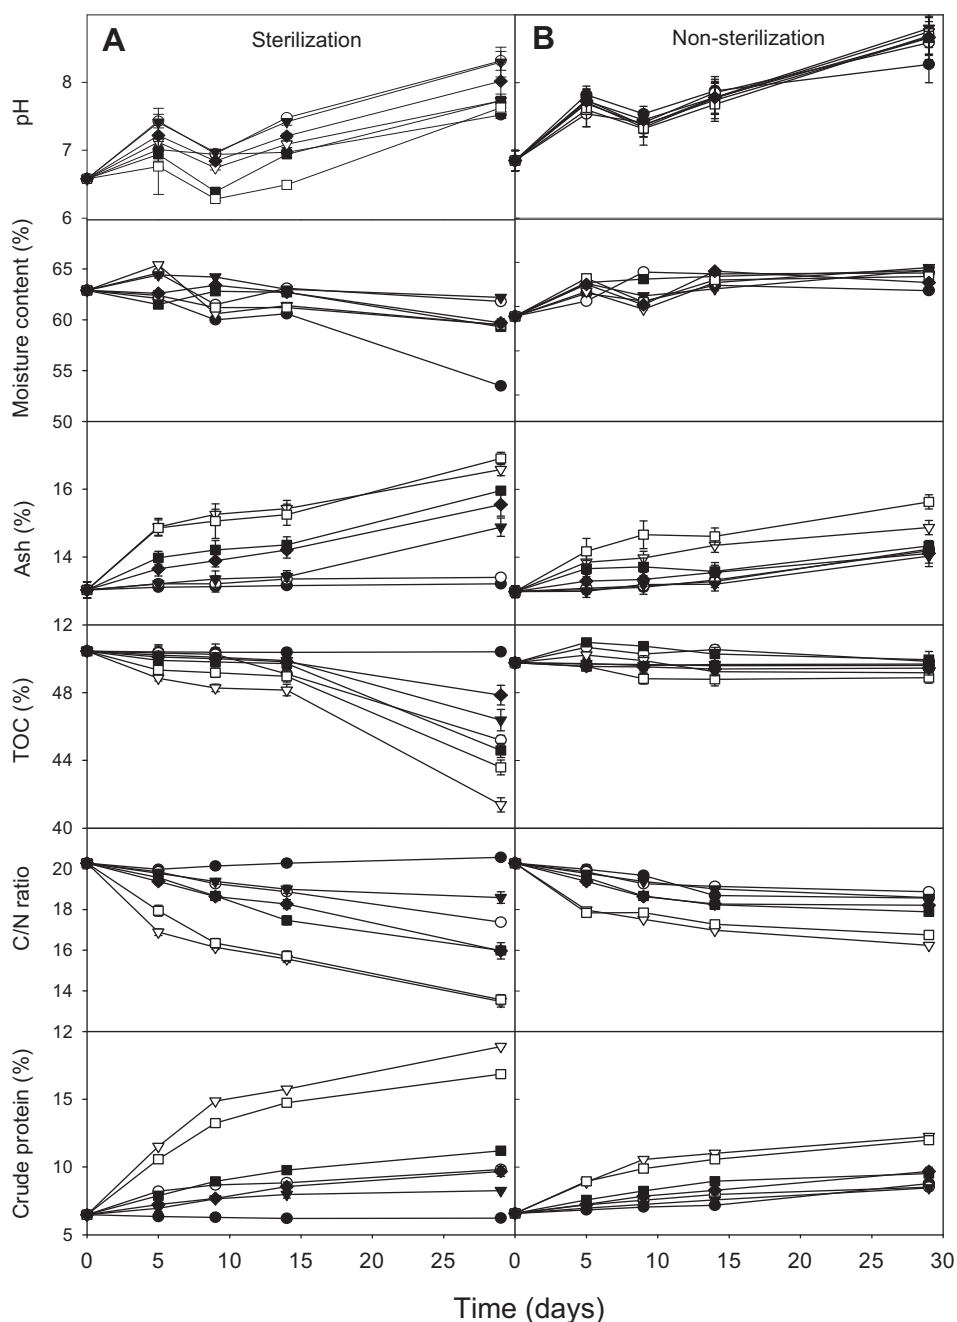 A Sterilization
B Non-sterilization
pH
8
7
6
Moisture content (%)
65
60
55
50
Ash (%)
16
14
12
TOC (%)
48
44
40
C/N ratio
20
18
16
14
12
Crude protein (%)
15
10
5
0 5 10 15 20 25 0 5 10 15 20 25 30
Time (days)